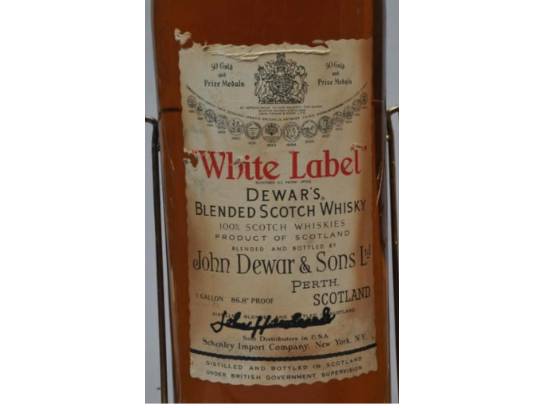 50 Gold 50 Gold
and and
Prize Medals Prize Medals
"White Label"
DEWAR'S
BLENDED SCOTCH WHISKY
100% SCOTCH WHISKIES
PRODUCT OF SCOTLAND
BLENDED AND BOTTLED BY
John Dewar & Sons Ltd
PERTH,
SCOTLAND
1 GALLON 86.8° PROOF
Sole Distributors in U.S.A.
Schenley Import Company, New York, N.Y.
DISTILLED AND BOTTLED IN SCOTLAND
UNDER BRITISH GOVERNMENT SUPERVISION